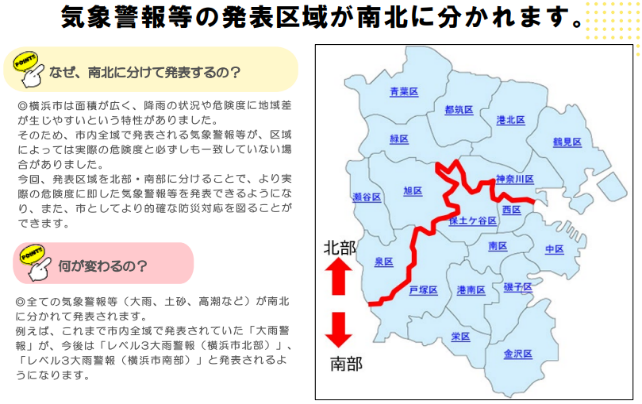 気象警報等の発表区域が南北に分かれます。
POINT1
なぜ、南北に分けて発表するの？
◎横浜市は面積が広く、降雨の状況や危険度に地域差
が生じやすいという特性がありました。
そのため、市内全域で発表される気象警報等が、区域
によっては実際の危険度と必ずしも一致していない場
合がありました。
今回、発表区域を北部・南部に分けることで、より実
際の危険度に即した気象警報等を発表できるようにな
り、また、市としてより的確な防災対応を図ることが
できます。
何が変わるの？
◎全ての気象警報等（大雨、土砂、高潮など）が南北
に分かれて発表されます。
例えば、これまで市内全域で発表されていた「大雨警
報」が、今後は「レベル3大雨警報（横浜市北部）」、
「レベル3大雨警報（横浜市南部）」と発表されるよ
うになります。
青葉区
都筑区
港北区
鶴見区
緑区
神奈川区
旭区
瀬谷区
西区
保土ケ谷区
南区
中区
北部
泉区
戸塚区
港南区
磯子区
栄区
金沢区
南部